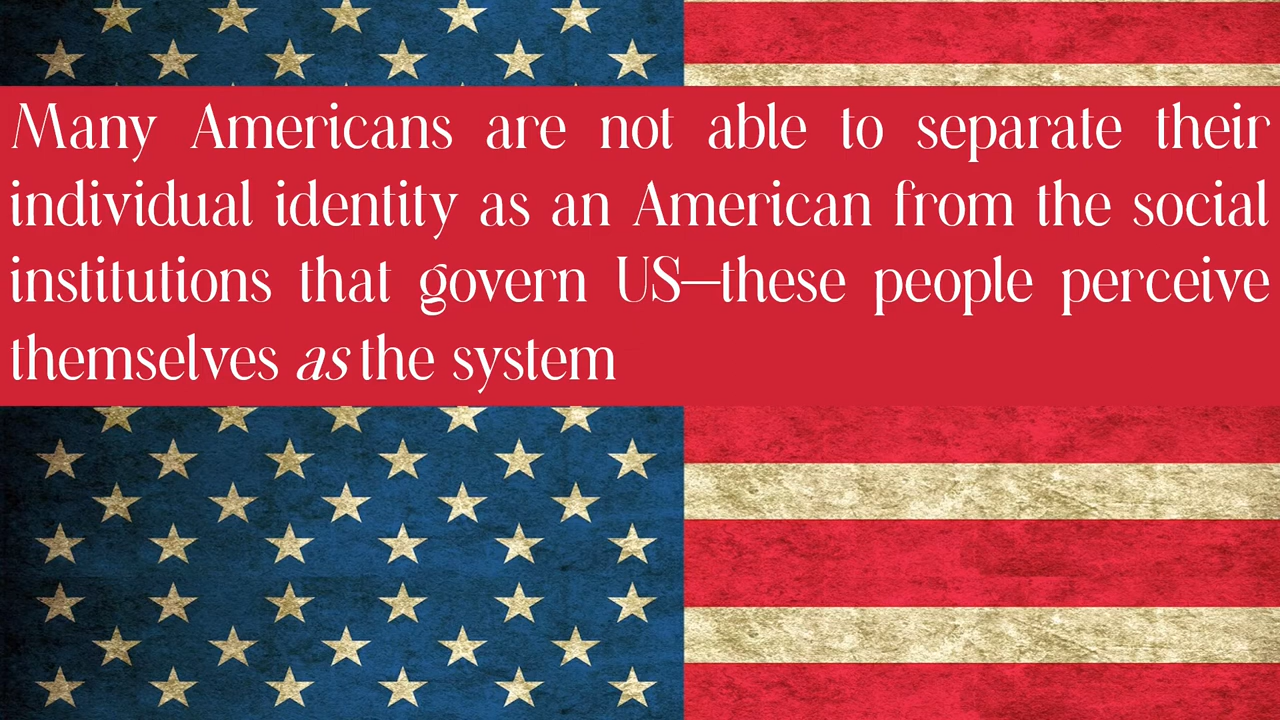 Many Americans are not able to separate their
individual identity as an American from the social
institutions that govern US—these people perceive
themselves as the system